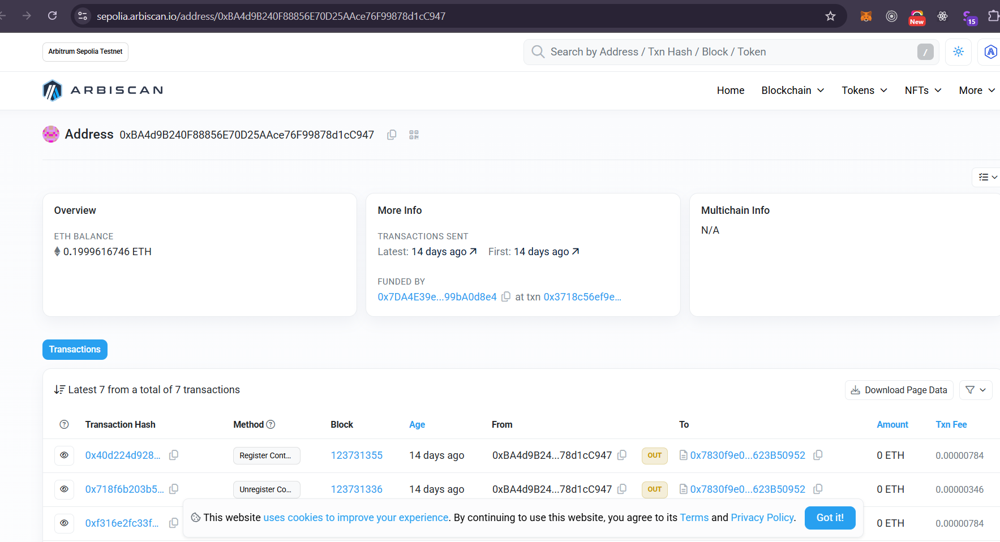 sepolia.arbiscan.io/address/0xBA4d9B240F88856E70D25AAce76F99878d1cC947
New
15
Arbitrum Sepolia Testnet
Search by Address / Txn Hash / Block / Token
/
ARBISCAN
Home Blockchain Tokens NFTs More
Address 0xBA4d9B240F88856E70D25AAce76F99878d1cC947
Overview
ETH BALANCE
0.1999616746 ETH
More Info
TRANSACTIONS SENT
Latest: 14 days ago First: 14 days ago
FUNDED BY
0x7DA4E39e...99bA0d8e4 at txn 0x3718c56ef9e...
Multichain Info
N/A
Transactions
Latest 7 from a total of 7 transactions
Download Page Data
Transaction Hash Method Block Age From To Amount Txn Fee
0x40d224d928... Register Cont... 123731355 14 days ago 0xBA4d9B24...78d1cC947 OUT 0x7830f9e0...623B50952 0 ETH 0.00000784
0x718f6b203b5... Unregister Co... 123731336 14 days ago 0xBA4d9B24...78d1cC947 OUT 0x7830f9e0...623B50952 0 ETH 0.00000346
0xf316e2fc33f... 0 ETH 0.00000784
This website uses cookies to improve your experience. By continuing to use this website, you agree to its Terms and Privacy Policy.
Got it!